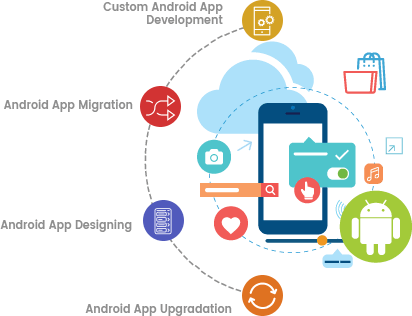 Custom Android App
Development
Android App Migration
Android App Designing
Android App Upgradation